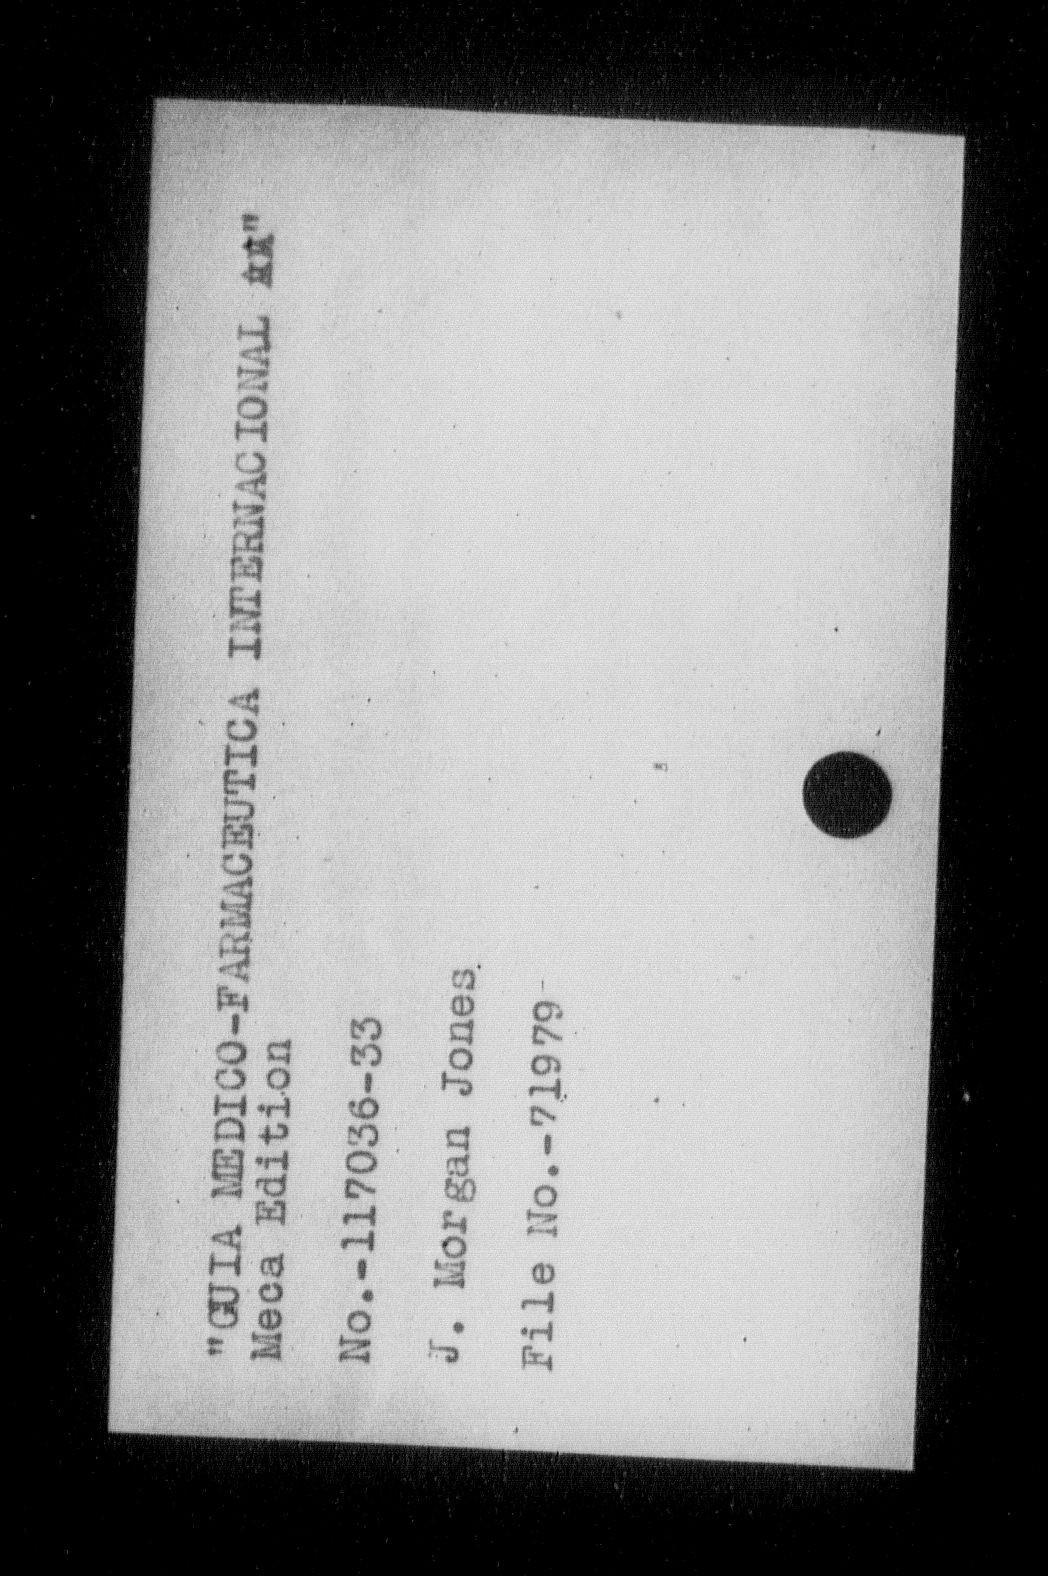 "GUIA MEDICO-FARMACEUTICA INTERNACIONAL "
Meca Edition
No.-117036-33
J. Morgan Jones
File No.-71979